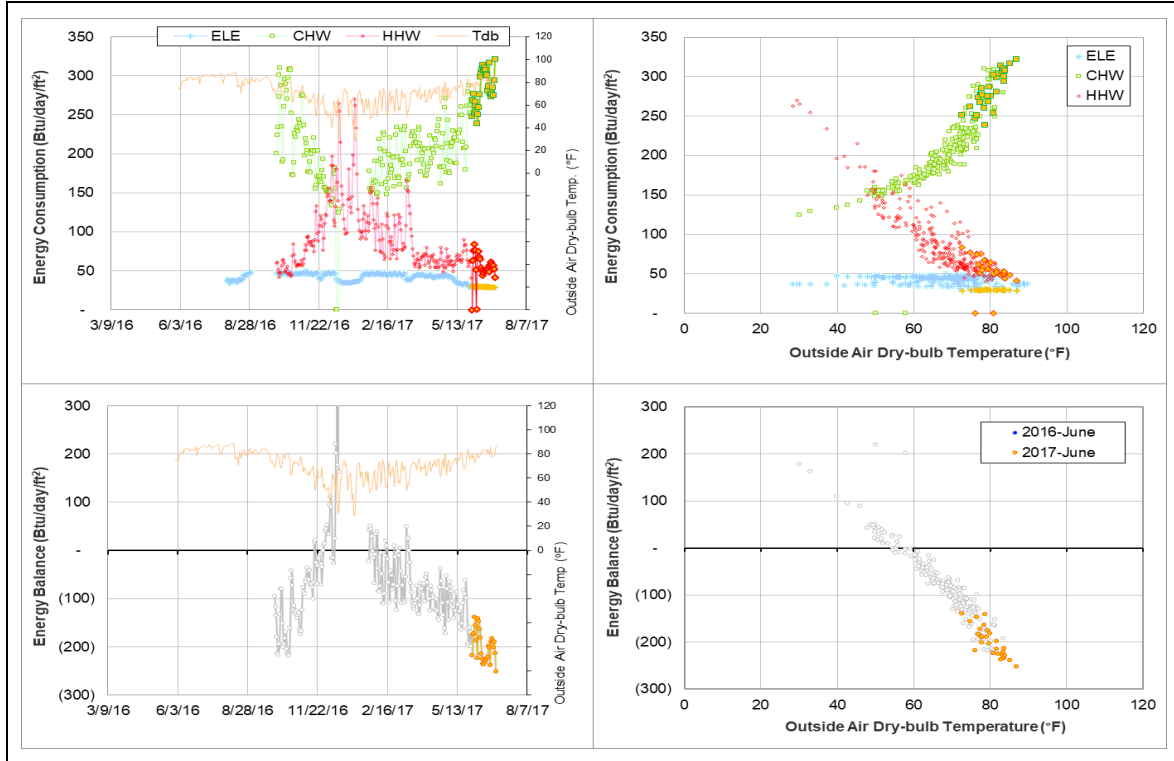 ELE CHW HHW Tdb
Energy Consumption (Btu/day/ft²)
350
300
250
200
150
100
50
-
120
100
80
60
40
20
0
Outside Air Dry-bulb Temp. (°F)
3/9/16 6/3/16 8/28/16 11/22/16 2/16/17 5/13/17 8/7/17
ELE
CHW
HHW
Energy Consumption (Btu/day/ft²)
350
300
250
200
150
100
50
-
0 20 40 60 80 100 120
Outside Air Dry-bulb Temperature (°F)
Energy Balance (Btu/day/ft²)
300
200
100
-
(100)
(200)
(300)
120
100
80
60
40
20
0
Outside Air Dry-bulb Temp (°F)
3/9/16 6/3/16 8/28/16 11/22/16 2/16/17 5/13/17 8/7/17
2016-June
2017-June
Energy Balance (Btu/day/ft²)
300
200
100
-
(100)
(200)
(300)
0 20 40 60 80 100 120
Outside Air Dry-bulb Temperature (°F)